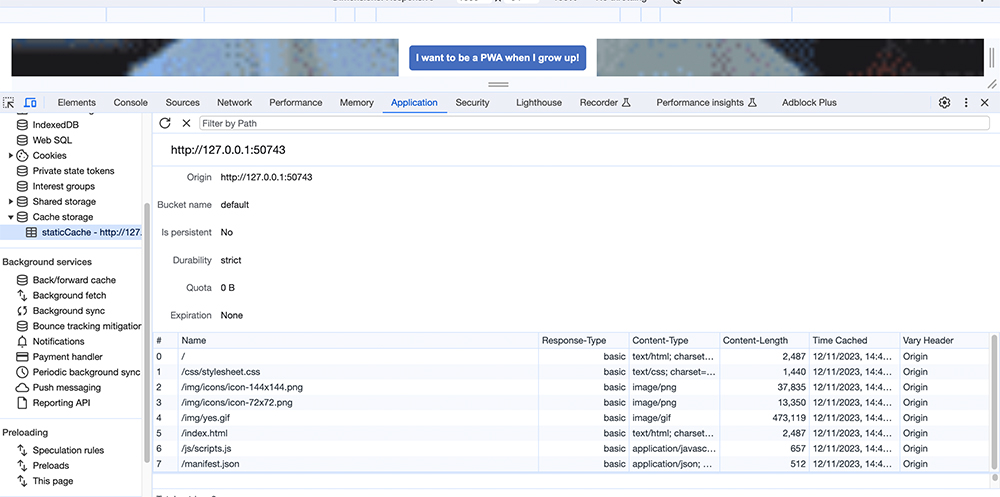 I want to be a PWA when I grow up!
Elements Console Sources Network Performance Memory Application Security Lighthouse Recorder Performance insights Adblock Plus
IndexedDB
Web SQL
Cookies
Private state tokens
Interest groups
Shared storage
Cache storage
staticCache - http://127.
Background services
Back/forward cache
Background fetch
Background sync
Bounce tracking mitigation
Notifications
Payment handler
Periodic background sync
Push messaging
Reporting API
Preloading
Speculation rules
Preloads
This page
Filter by Path
http://127.0.0.1:50743
Origin http://127.0.0.1:50743
Bucket name default
Is persistent No
Durability strict
Quota 0 B
Expiration None
# Name Response-Type Content-Type Content-Length Time Cached Vary Header
0 / basic text/html; charset… 2,487 12/11/2023, 14:4… Origin
1 /css/stylesheet.css basic text/css; charset=… 1,440 12/11/2023, 14:4… Origin
2 /img/icons/icon-144x144.png basic image/png 37,835 12/11/2023, 14:4… Origin
3 /img/icons/icon-72x72.png basic image/png 13,350 12/11/2023, 14:4… Origin
4 /img/yes.gif basic image/gif 473,119 12/11/2023, 14:4… Origin
5 /index.html basic text/html; charset… 2,487 12/11/2023, 14:4… Origin
6 /js/scripts.js basic application/javasc… 657 12/11/2023, 14:4… Origin
7 /manifest.json basic application/json; … 512 12/11/2023, 14:4… Origin